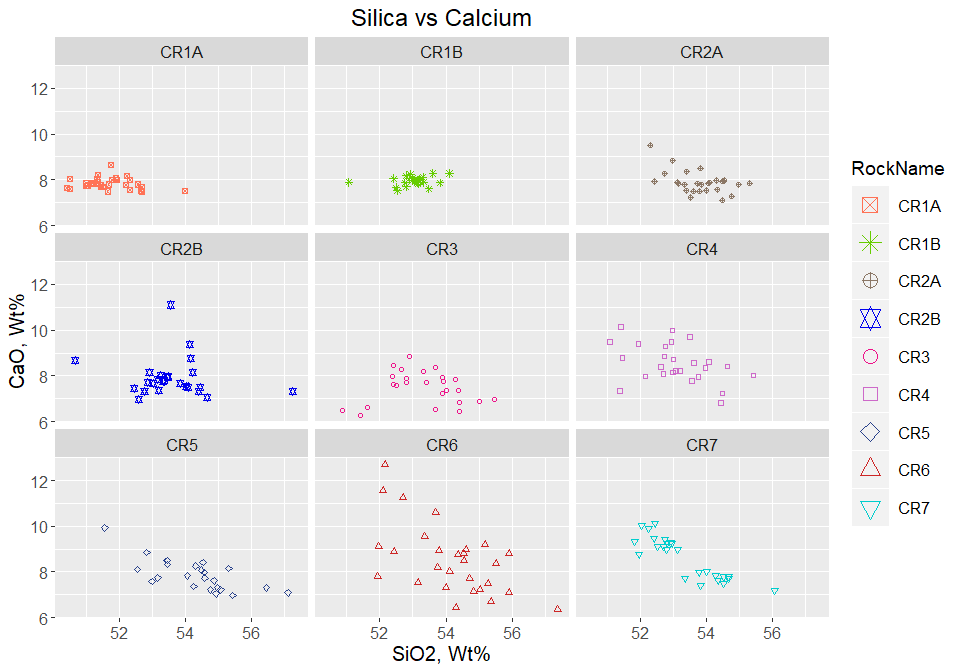 Silica vs Calcium
CR1A CR1B CR2A
12
10
8
6
CR2B CR3 CR4
12
10
8
6
CR5 CR6 CR7
12
10
8
6
52 54 56 52 54 56 52 54 56
SiO2, Wt%
CaO, Wt%
RockName
CR1A
CR1B
CR2A
CR2B
CR3
CR4
CR5
CR6
CR7